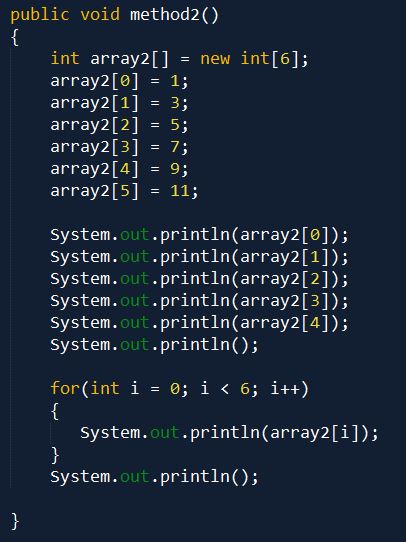 public void method2()
{
    int array2[] = new int[6];
    array2[0] = 1;
    array2[1] = 3;
    array2[2] = 5;
    array2[3] = 7;
    array2[4] = 9;
    array2[5] = 11;

    System.out.println(array2[0]);
    System.out.println(array2[1]);
    System.out.println(array2[2]);
    System.out.println(array2[3]);
    System.out.println(array2[4]);
    System.out.println();

    for(int i = 0; i < 6; i++)
    {
       System.out.println(array2[i]);
    }
    System.out.println();

}